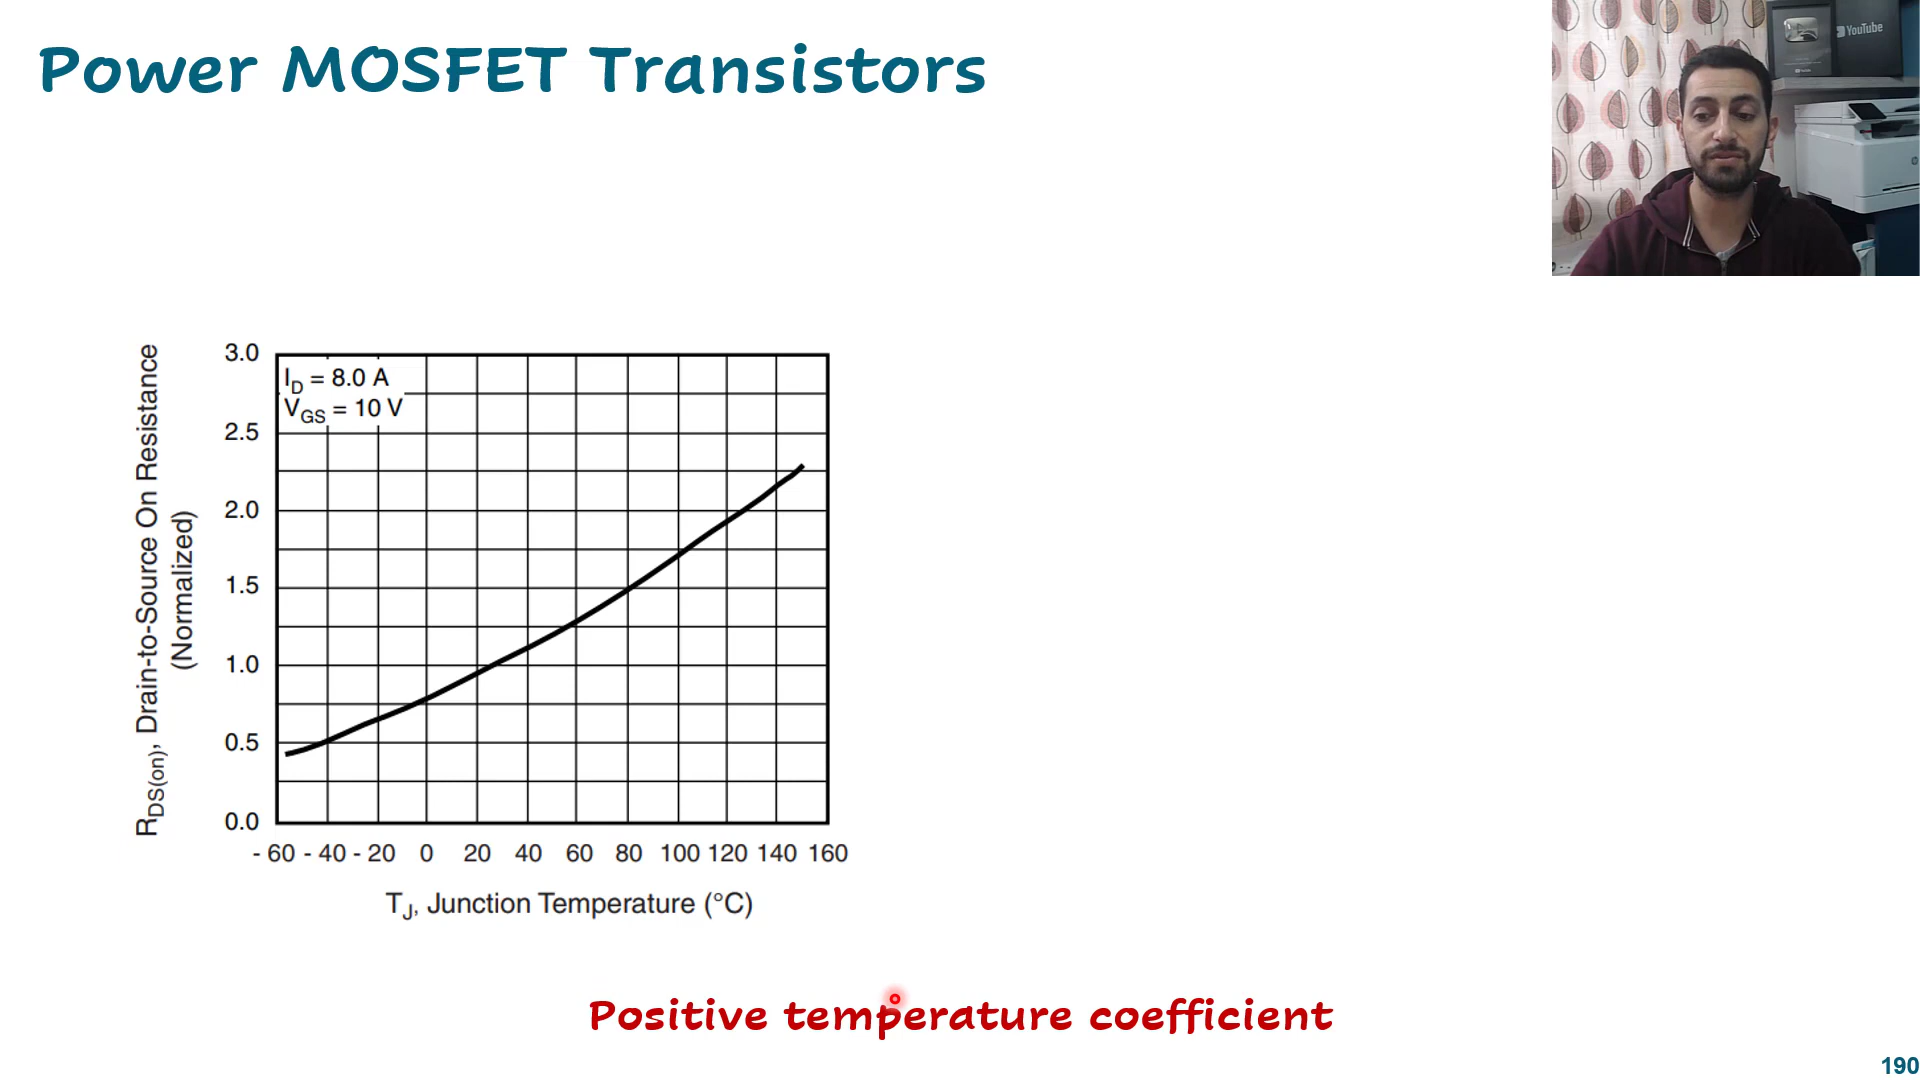 Power MOSFET Transistors
YouTube
R_DS(on), Drain-to-Source On Resistance
(Normalized)
I_D = 8.0 A
V_GS = 10 V
3.0
2.5
2.0
1.5
1.0
0.5
0.0
- 60 - 40 - 20 0 20 40 60 80 100 120 140 160
T_J, Junction Temperature (°C)
Positive temperature coefficient
190